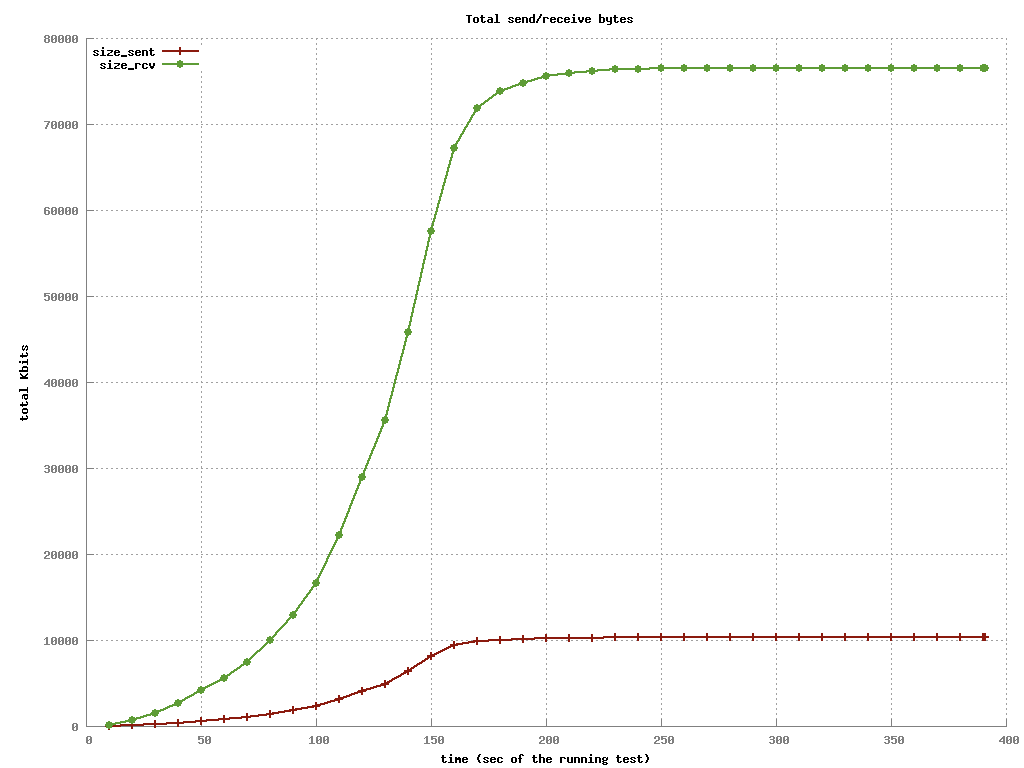 Total send/receive bytes
size_sent
size_rcv
80000
70000
60000
50000
40000
30000
20000
10000
0
total Kbits
0 50 100 150 200 250 300 350 400
time (sec of the running test)